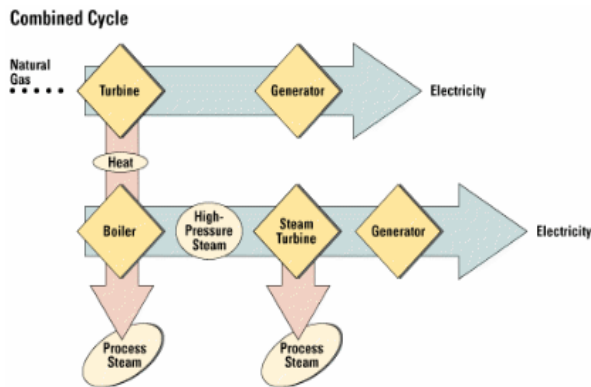 Combined Cycle
Natural
Gas
Turbine
Generator
Electricity
Heat
Boiler
High-
Pressure
Steam
Steam
Turbine
Generator
Electricity
Process
Steam
Process
Steam